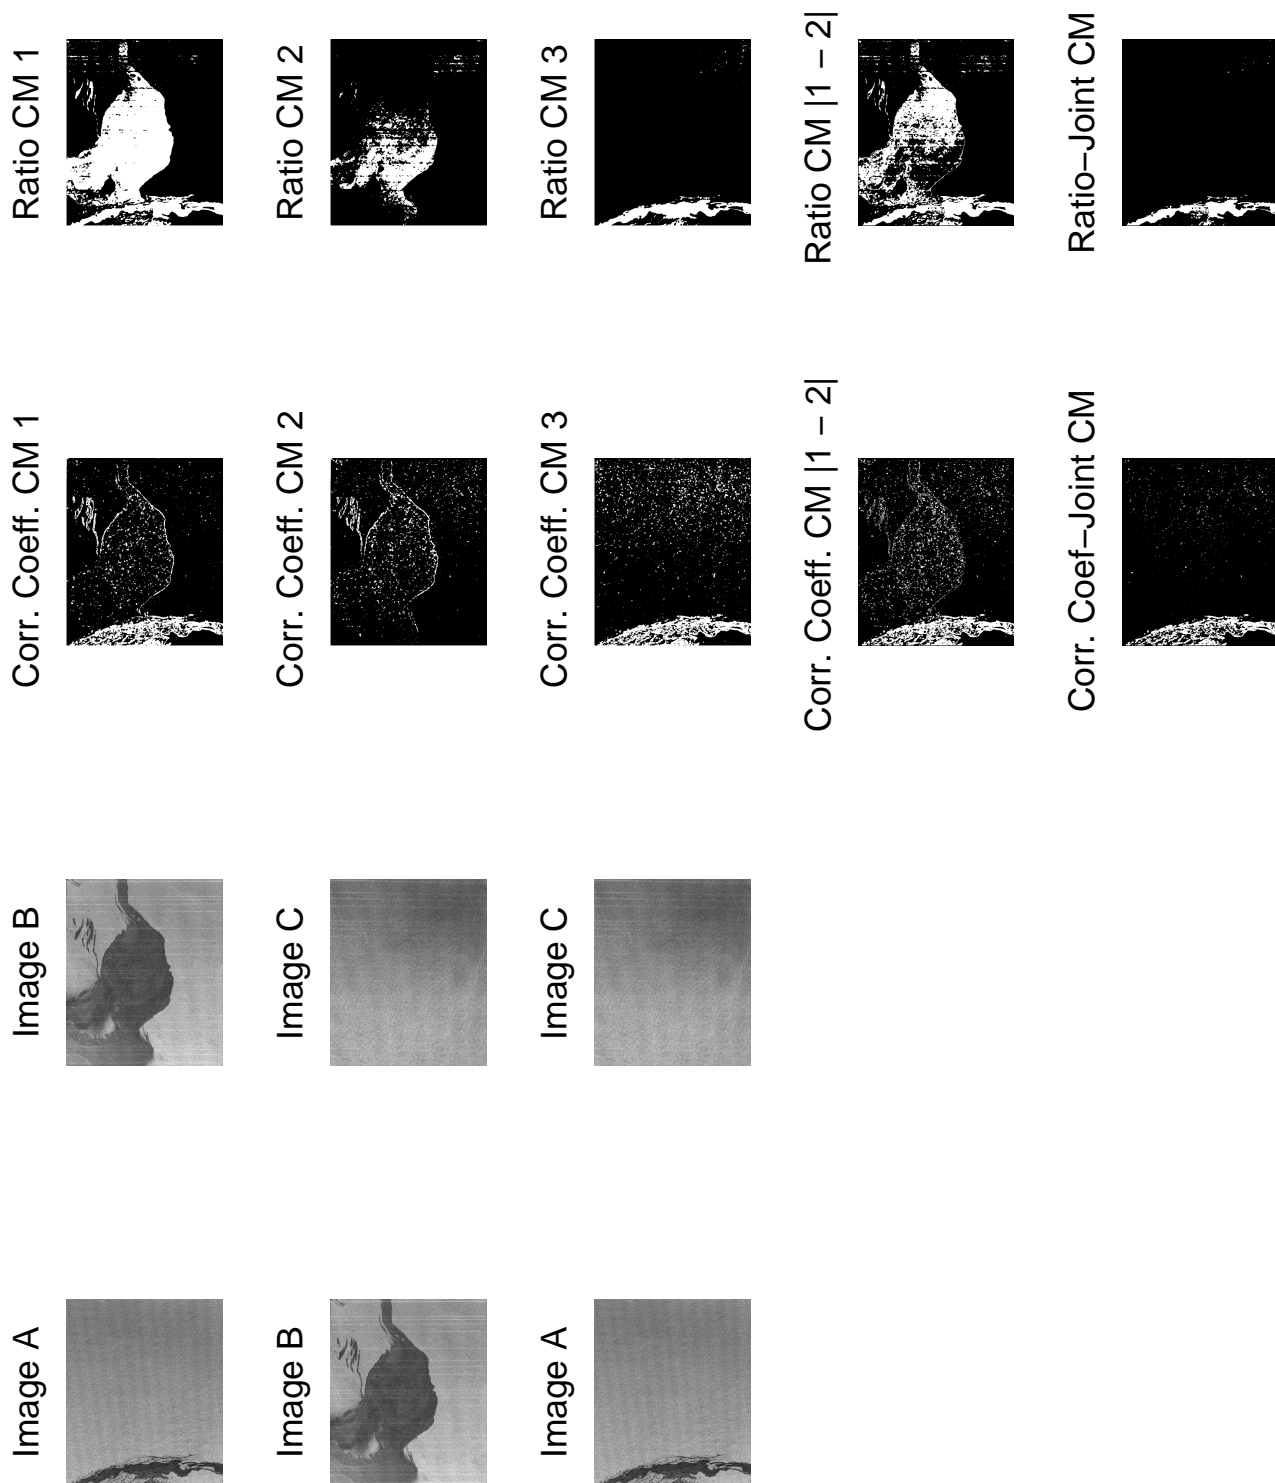 Image A
Image B
Corr. Coeff. CM 1
Ratio CM 1
Image B
Image C
Corr. Coeff. CM 2
Ratio CM 2
Image A
Image C
Corr. Coeff. CM 3
Ratio CM 3
Corr. Coeff. CM |1 − 2|
Ratio CM |1 − 2|
Corr. Coef−Joint CM
Ratio−Joint CM